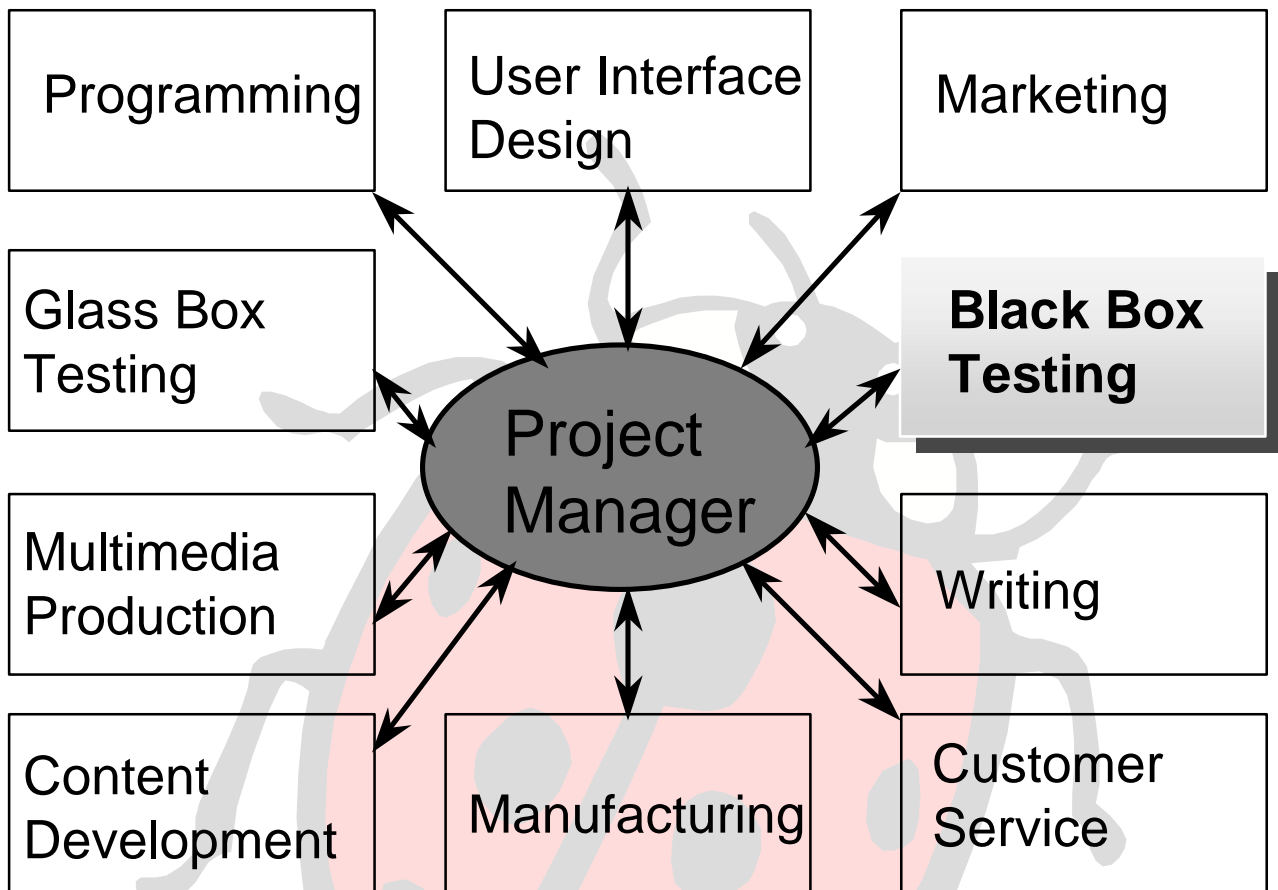 Programming
User Interface
Design
Marketing
Glass Box
Testing
Black Box
Testing
Project
Manager
Multimedia
Production
Writing
Content
Development
Manufacturing
Customer
Service